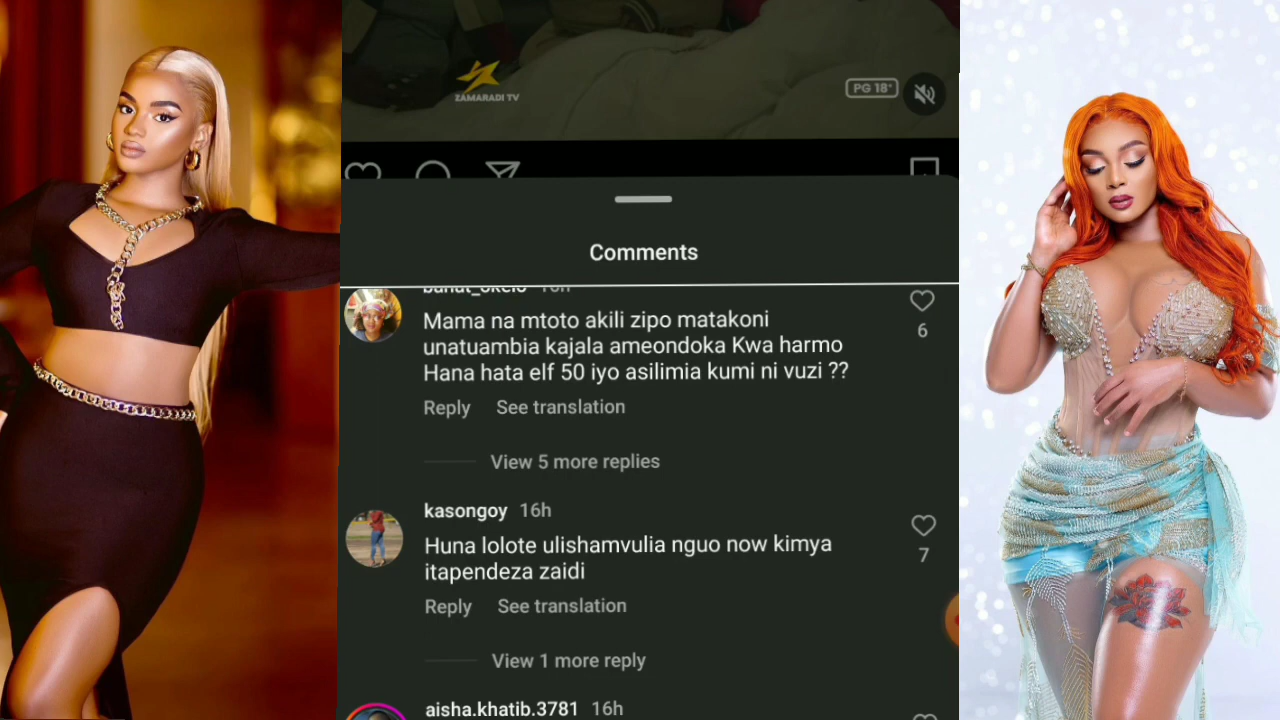 ZAMARADI TV
PG 18+
Comments
16h
Mama na mtoto akili zipo matakoni
unatuambia kajala ameondoka Kwa harmo
Hana hata elf 50 iyo asilimia kumi ni vuzi ??
6
Reply See translation
View 5 more replies
kasongoy 16h
Huna lolote ulishamvulia nguo now kimya
itapendeza zaidi
7
Reply See translation
View 1 more reply
aisha.khatib.3781 16h